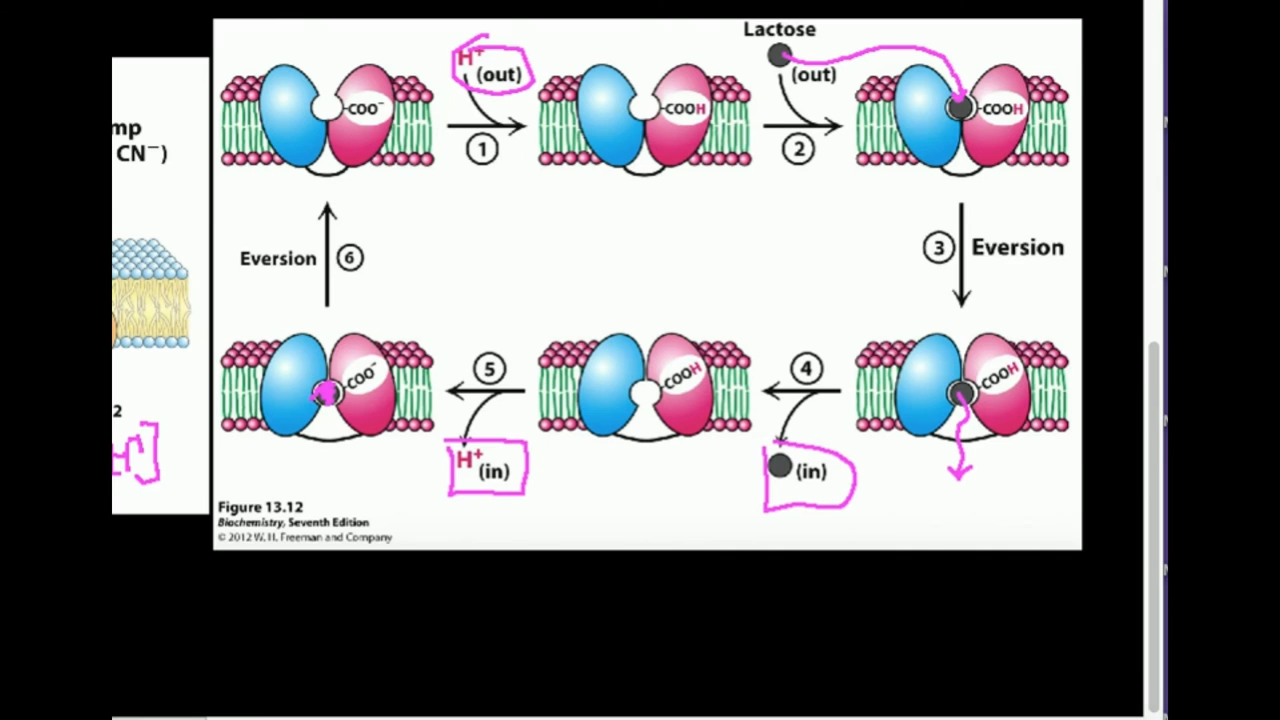 mp
CN⁻)
2
H⁺
(out)
Lactose
(out)
-COO⁻
-COOH
-COOH
1
2
Eversion
6
3
Eversion
5
4
-COO⁻
-COOH
-COOH
H⁺
(in)
(in)
Figure 13.12
Biochemistry, Seventh Edition
© 2012 W. H. Freeman and Company